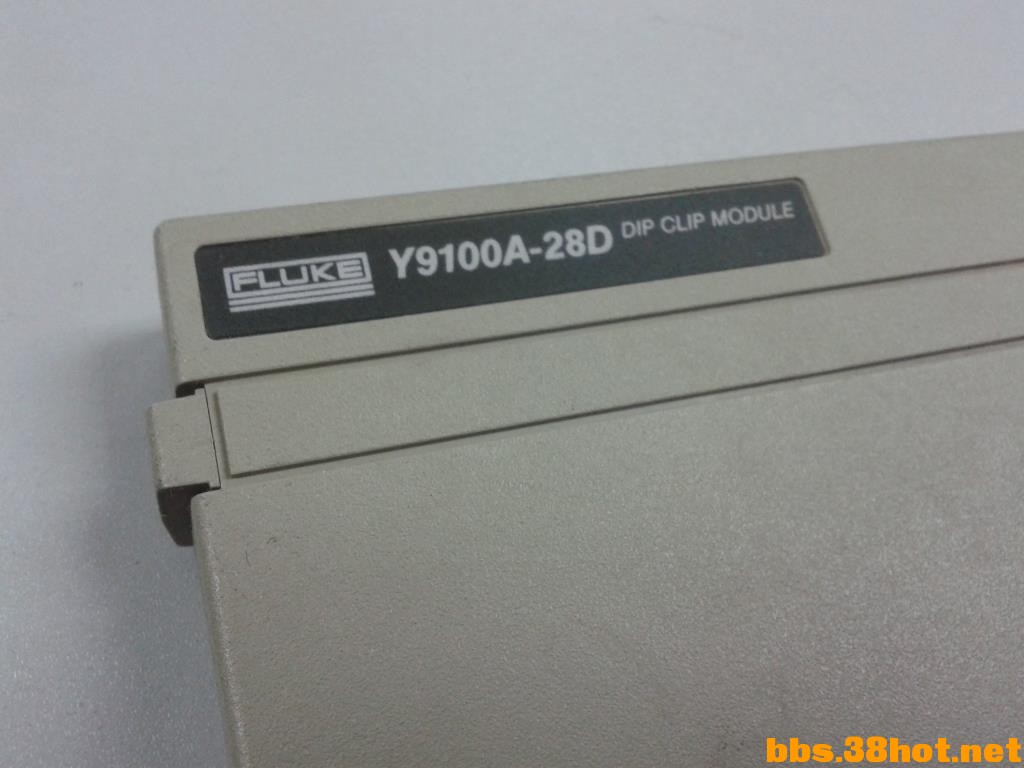 FLUKE Y9100A-28D DIP CLIP MODULE
bbs.38hot.net